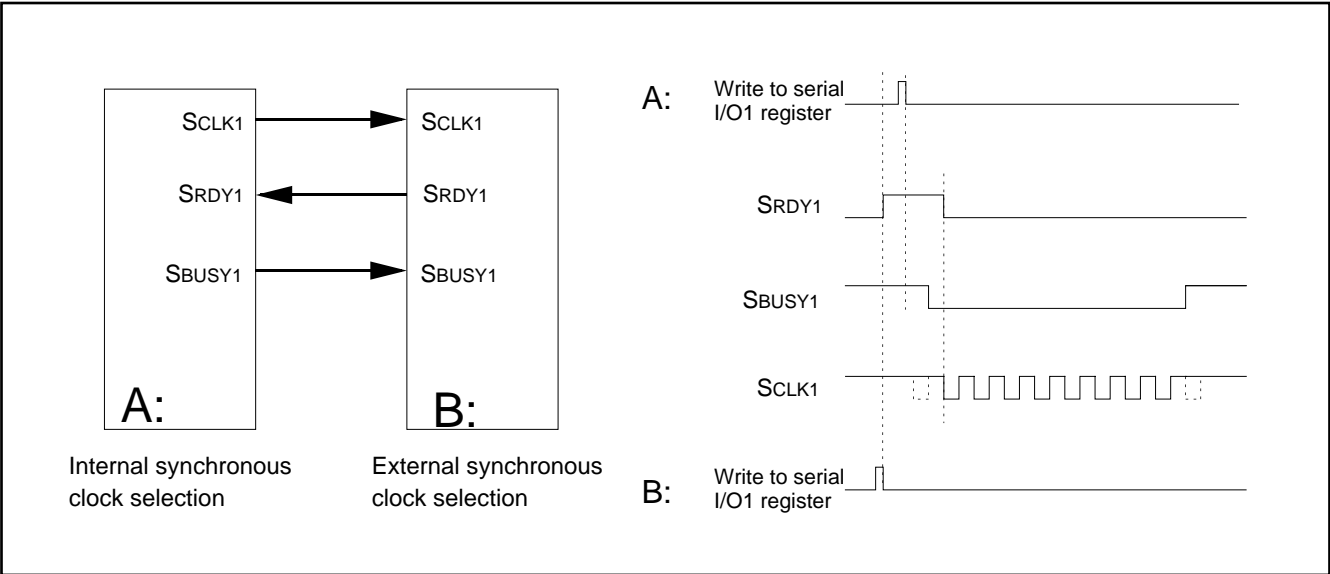 SCLK1
SRDY1
SBUSY1
A:
Internal synchronous
clock selection
SCLK1
SRDY1
SBUSY1
B:
External synchronous
clock selection
A:
Write to serial
I/O1 register
SRDY1
SBUSY1
SCLK1
B:
Write to serial
I/O1 register